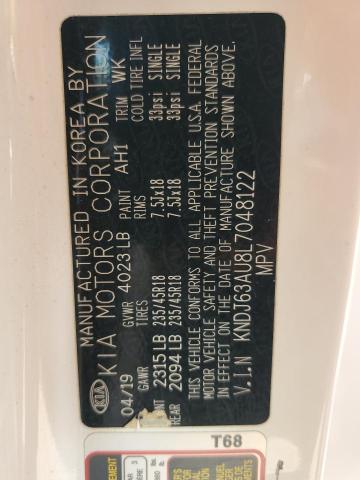 MANUFACTURED IN KOREA BY
KIA KIA MOTORS CORPORATION
04/19 GVWR 4023 LB PAINT AH1 TRIM WK
GAWR RIMS COLD TIRE INFL
NT 2315 LB 235/45R18 7.5Jx18 33psi SINGLE
REAR 2094 LB 235/45R18 7.5Jx18 33psi SINGLE
THIS VEHICLE CONFORMS TO ALL APPLICABLE U.S.A. FEDERAL
MOTOR VEHICLE SAFETY AND THEFT PREVENTION STANDARDS
IN EFFECT ON THE DATE OF MANUFACTURE SHOWN ABOVE.
V.I.N KNDJ63AU8L7048122
MPV
T68